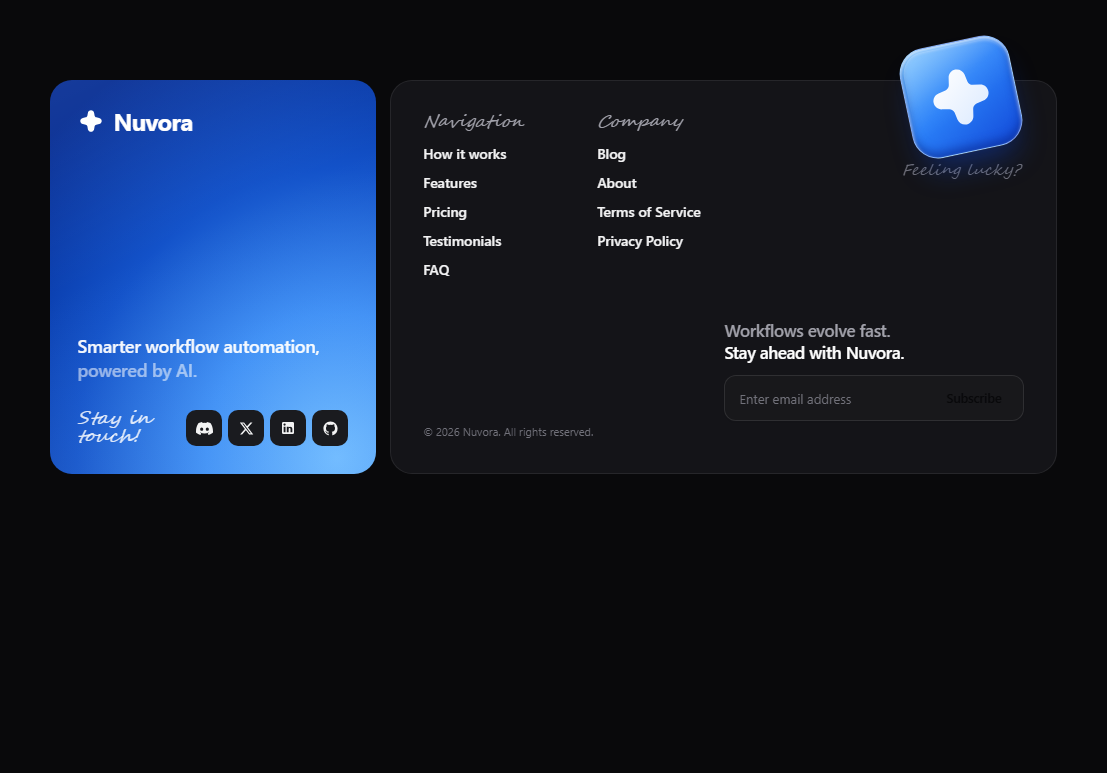 Nuvora
Smarter workflow automation,
powered by AI.
Stay in
touch!
Navigation
How it works
Features
Pricing
Testimonials
FAQ
Company
Blog
About
Terms of Service
Privacy Policy
Feeling lucky?
Workflows evolve fast.
Stay ahead with Nuvora.
Enter email address
Subscribe
© 2026 Nuvora. All rights reserved.